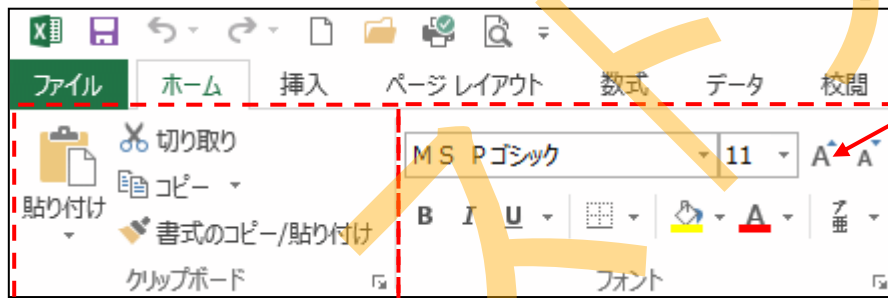 ファイル ホーム 挿入 ページ レイアウト 数式 データ 校閲
切り取り
コピー
書式のコピー/貼り付け
貼り付け
クリップボード
ＭＳ Ｐゴシック 11 A A
B I U A ア亜
フォント